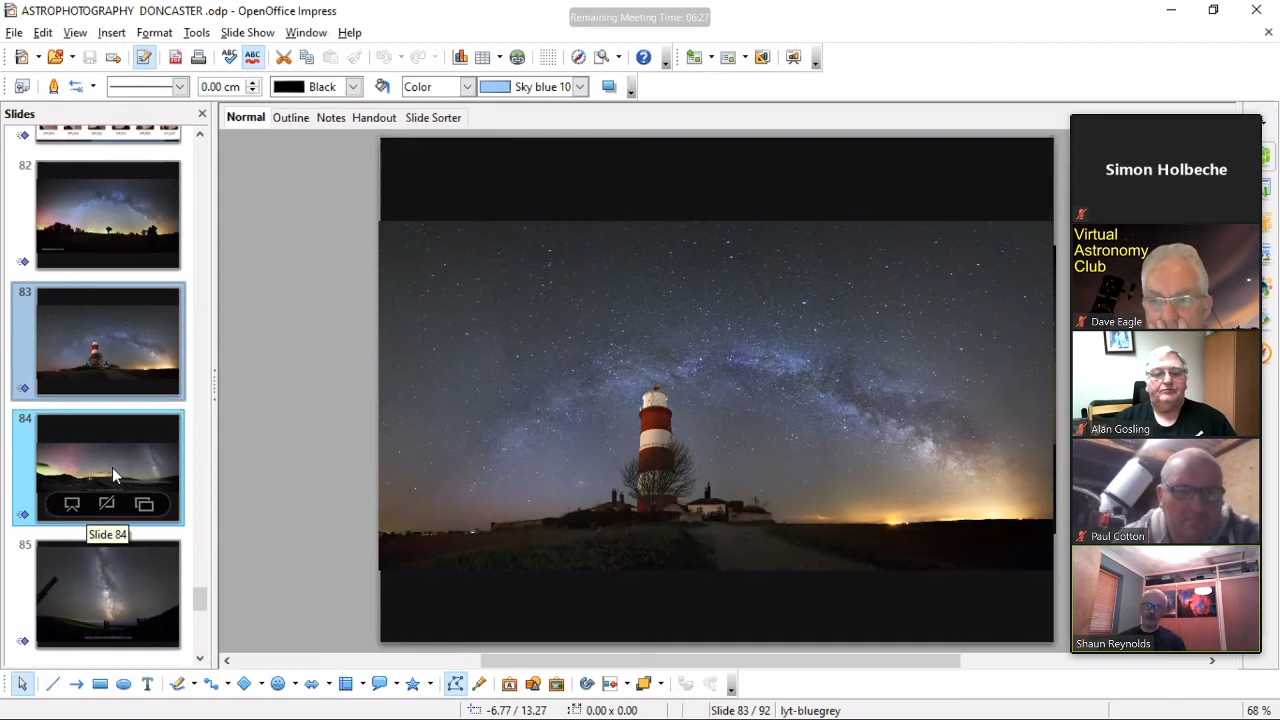 ASTROPHOTOGRAPHY DONCASTER .odp - OpenOffice Impress
Remaining Meeting Time: 06:27
File Edit View Insert Format Tools Slide Show Window Help
0.00 cm Black Color Sky blue 10
Slides
Normal Outline Notes Handout Slide Sorter
82
83
84
Slide 84
85
Simon Holbeche
Virtual
Astronomy
Club
Dave Eagle
Alan Gosling
Paul Cotton
Shaun Reynolds
-6.77 / 13.27 0.00 x 0.00 Slide 83 / 92 lyt-bluegrey 68 %